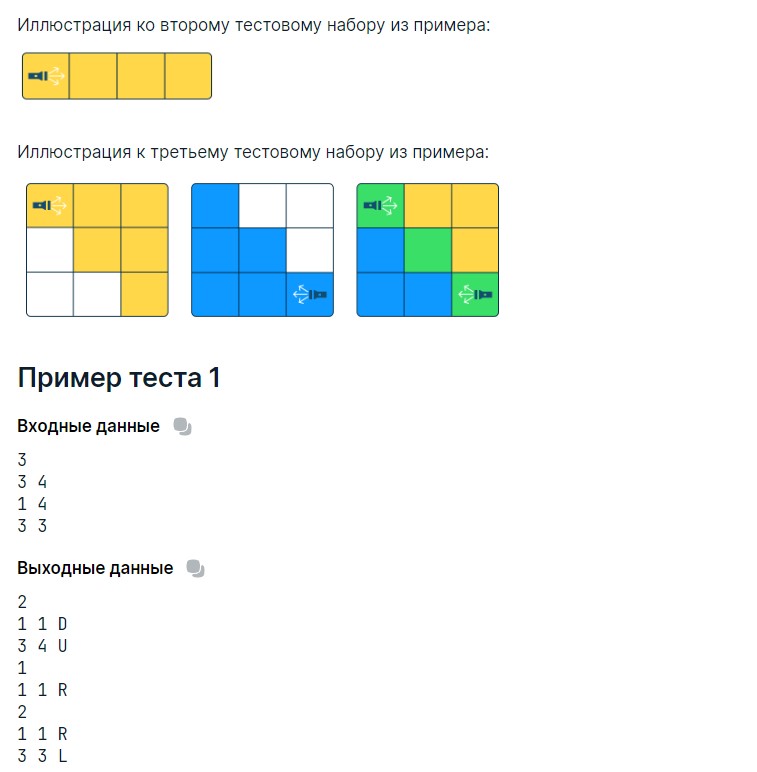 Иллюстрация ко второму тестовому набору из примера:
Иллюстрация к третьему тестовому набору из примера:
Пример теста 1
Входные данные
3
3 4
1 4
3 3
Выходные данные
2
1 1 D
3 4 U
1
1 1 R
2
1 1 R
3 3 L